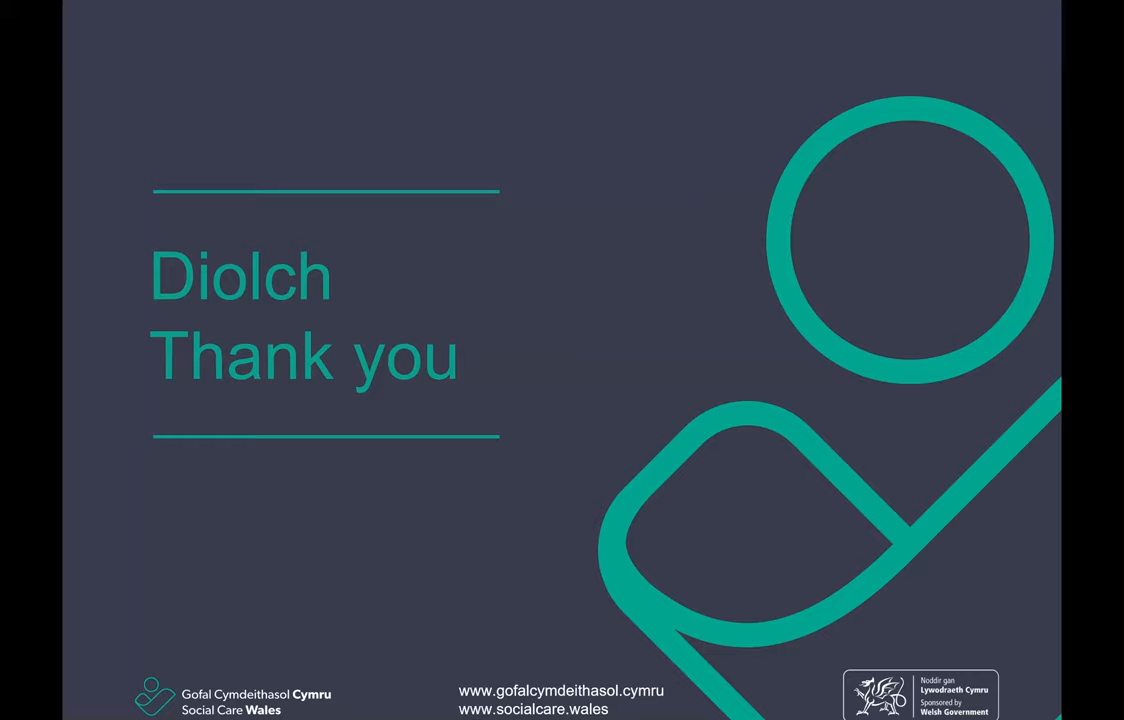 Diolch
Thank you
Gofal Cymdeithasol Cymru
Social Care Wales
www.gofalcymdeithasol.cymru
www.socialcare.wales
Noddir gan
Lywodraeth Cymru
Sponsored by
Welsh Government